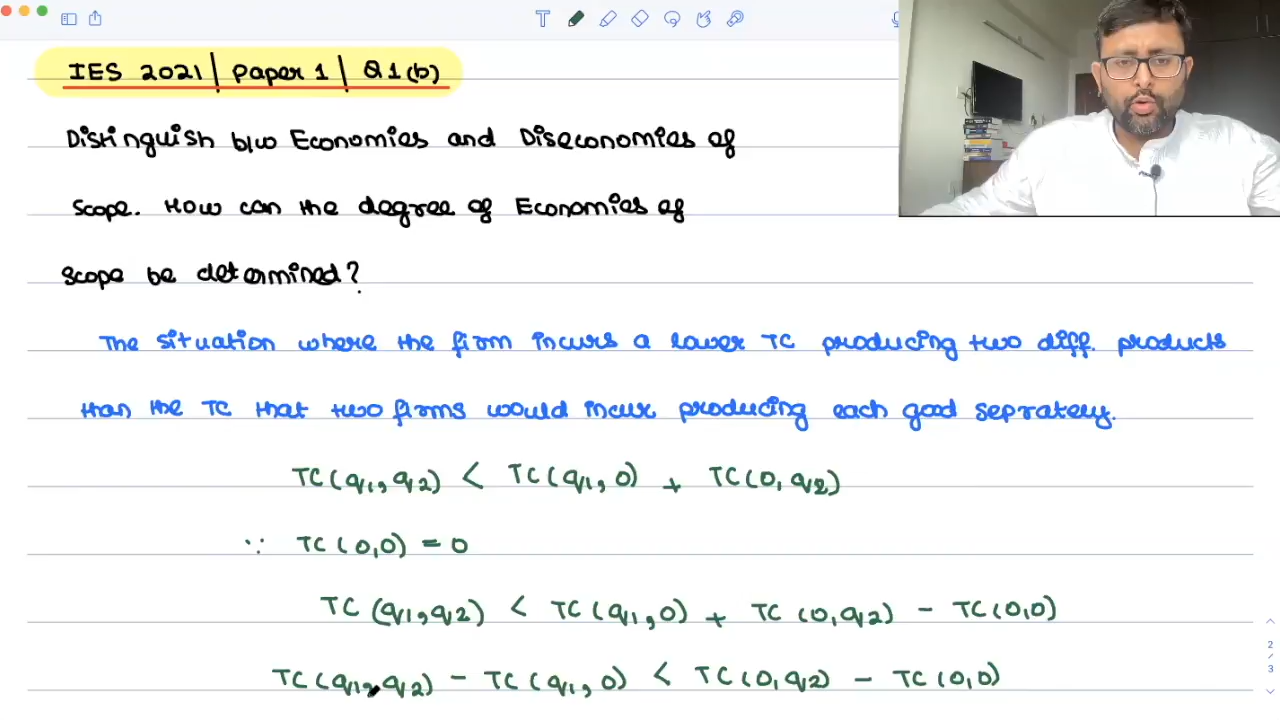 IES 2021 | Paper 1 | Q1(b)
Distinguish b/w Economies and Diseconomies of
scope. How can the degree of Economies of
scope be determined?
The situation where the firm incurs a lower TC producing two diff. products
than the TC that two firms would incur producing each good seprately.
TC(q1, q2) < TC(q1, 0) + TC(0, q2)
∵ TC(0,0) = 0
TC(q1, q2) < TC(q1, 0) + TC(0, q2) - TC(0,0)
TC(q1, q2) - TC(q1, 0) < TC(0, q2) - TC(0,0)
2
/
3